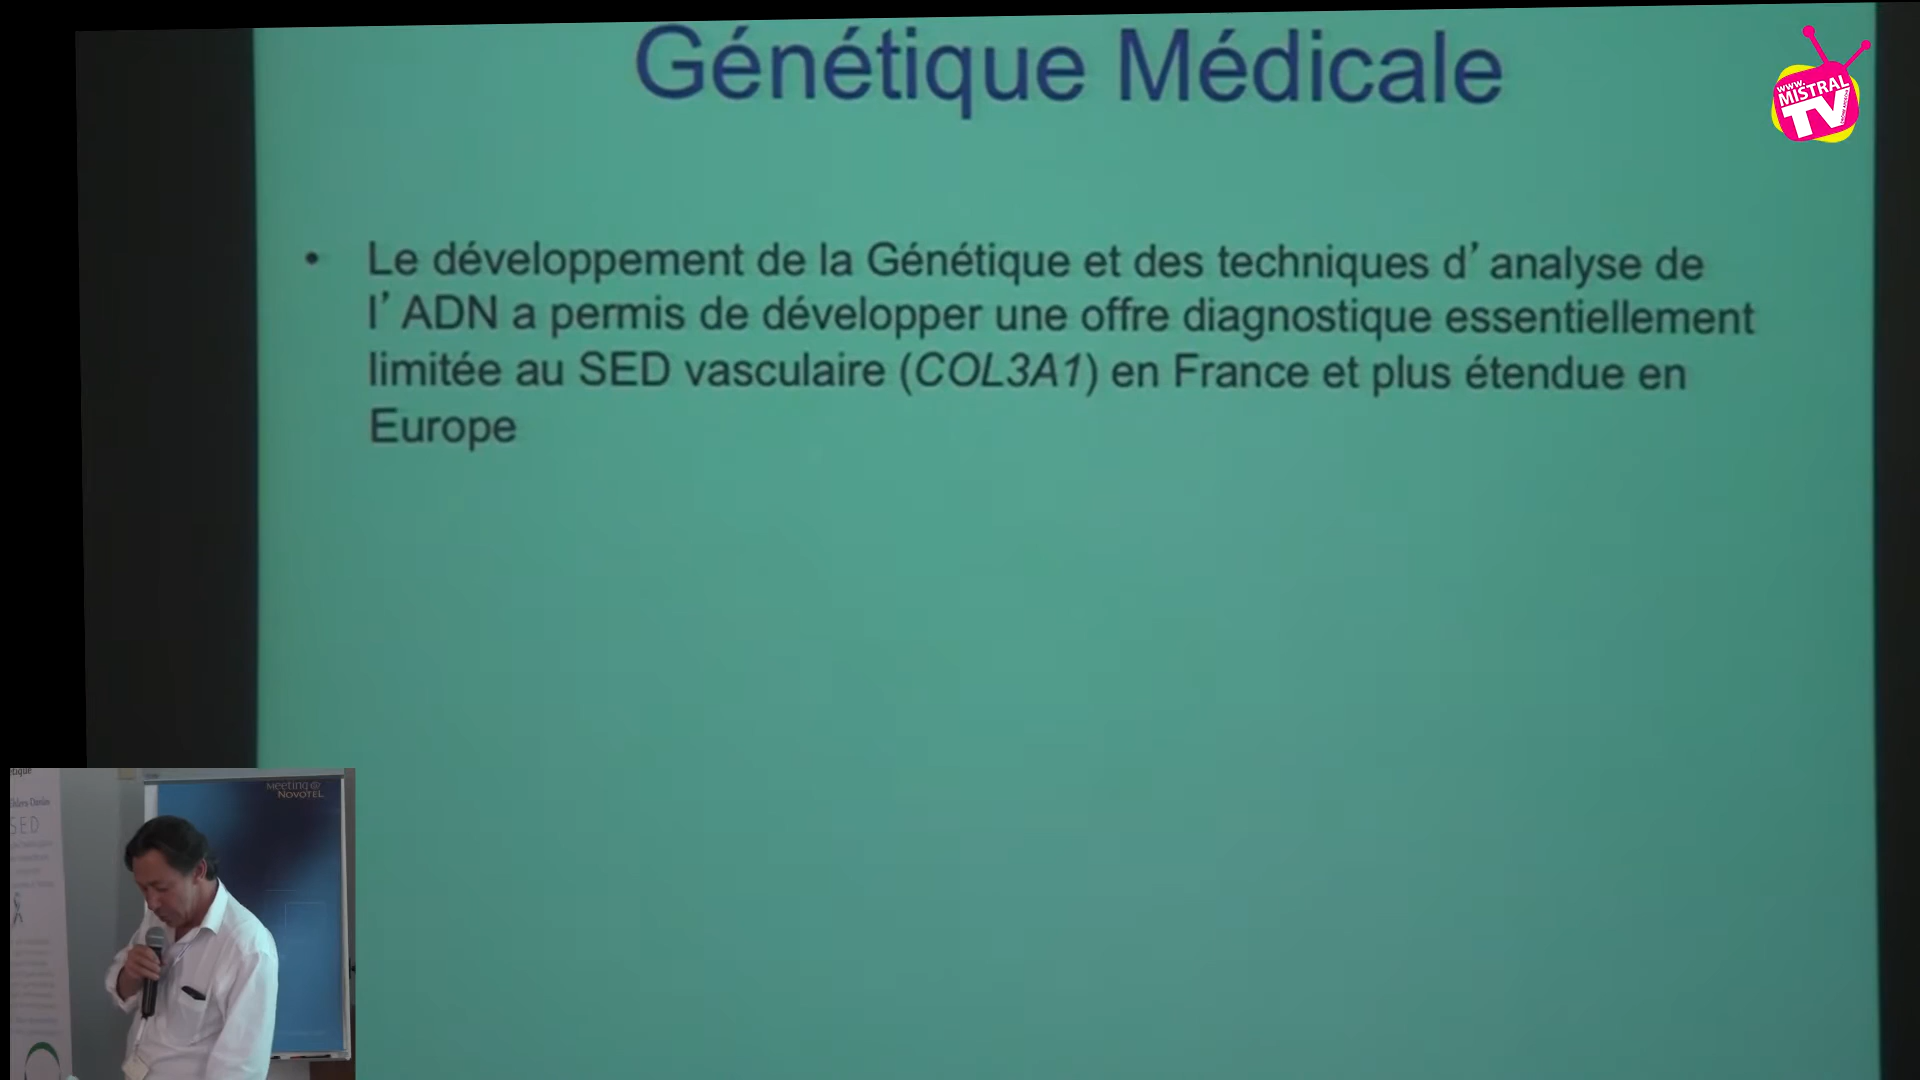 Génétique Médicale
www.
MISTRAL
TV
• Le développement de la Génétique et des techniques d’ analyse de
l’ ADN a permis de développer une offre diagnostique essentiellement
limitée au SED vasculaire (COL3A1) en France et plus étendue en
Europe
Meeting @
NOVOTEL
Ehlers-Danlos
SED